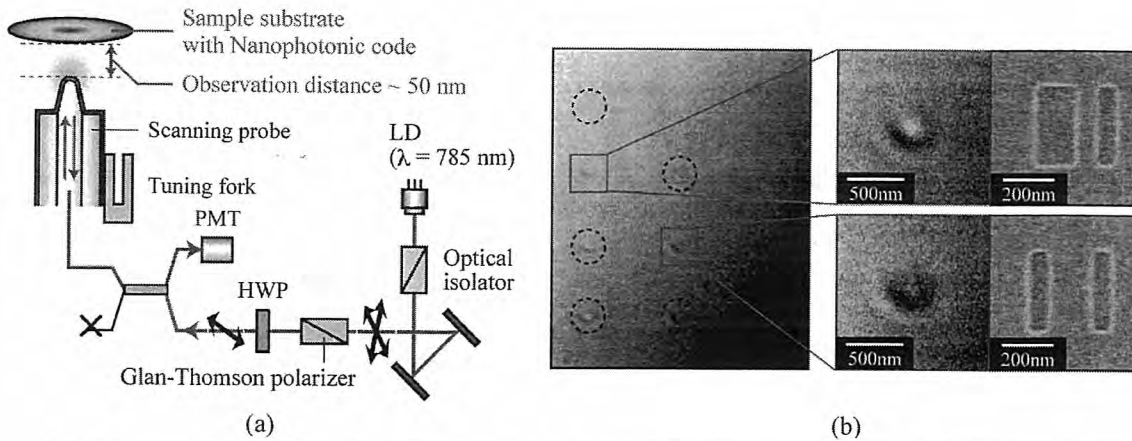 Sample substrate
with Nanophotonic code
Observation distance ~ 50 nm
Scanning probe
Tuning fork
PMT
LD
(λ = 785 nm)
Optical
isolator
HWP
Glan-Thomson polarizer
(a)
500nm
200nm
500nm
200nm
(b)